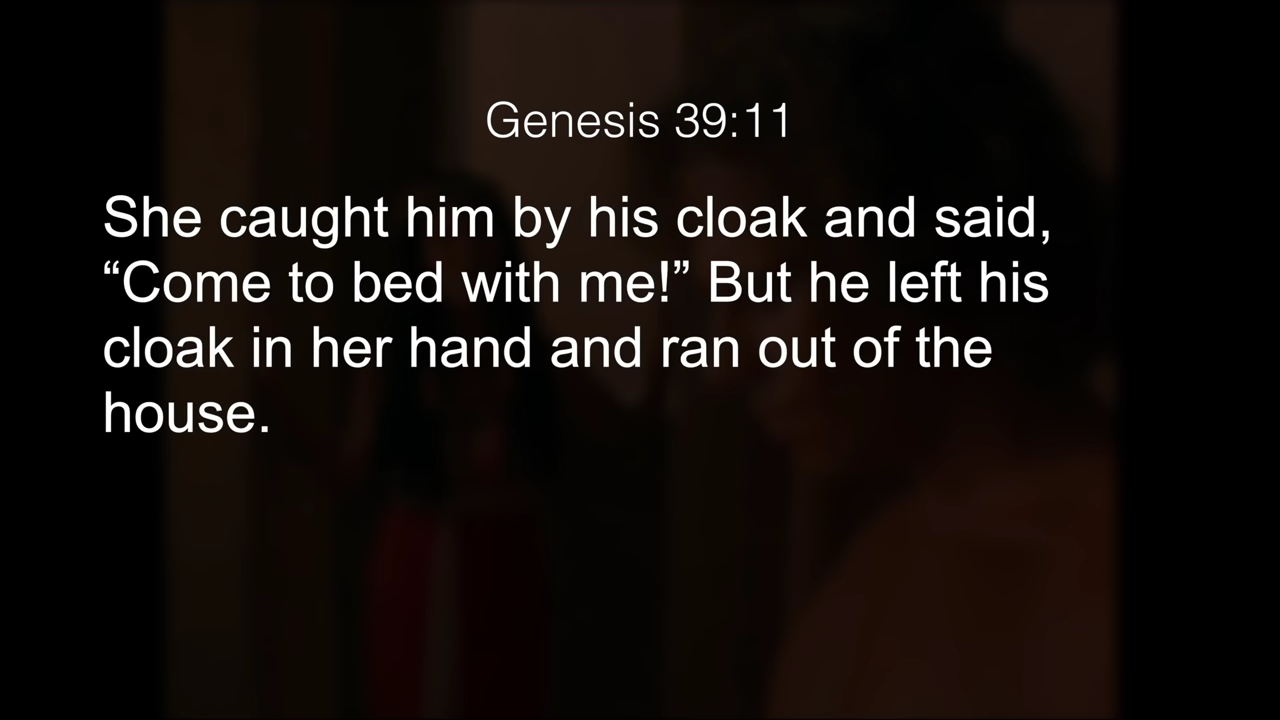 Genesis 39:11
She caught him by his cloak and said,
“Come to bed with me!” But he left his
cloak in her hand and ran out of the
house.